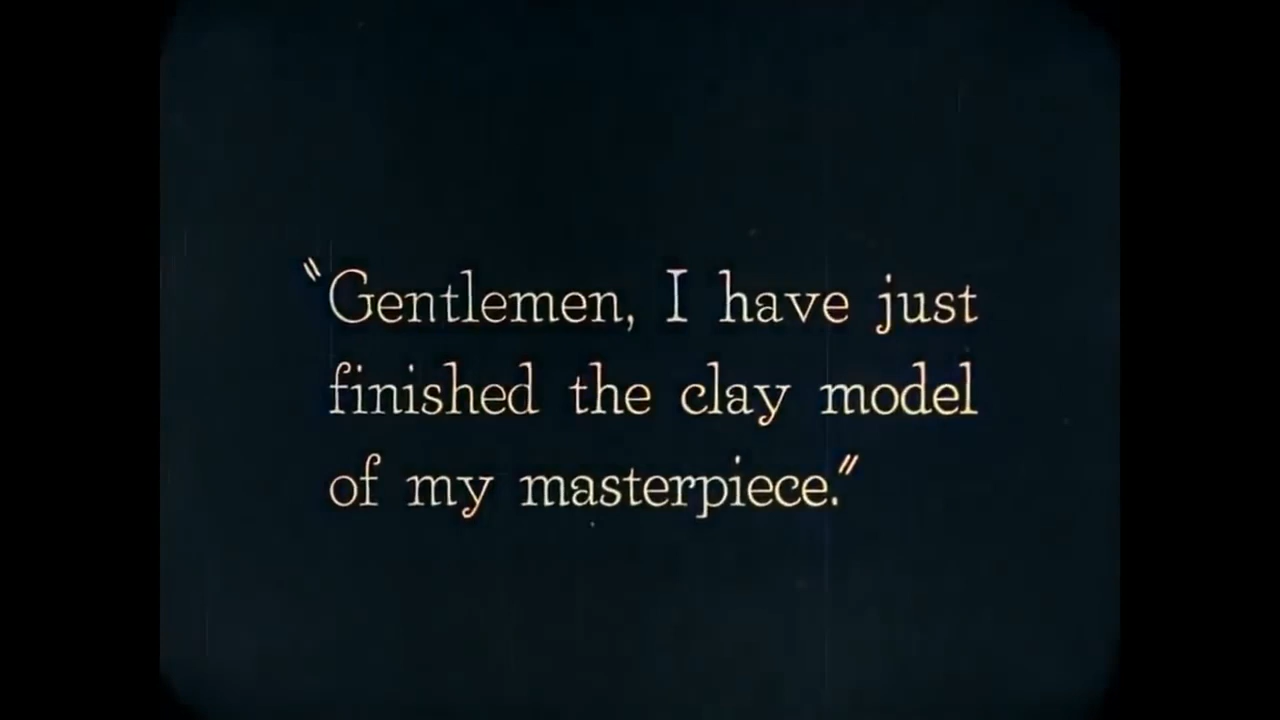 "Gentlemen, I have just
finished the clay model
of my masterpiece."